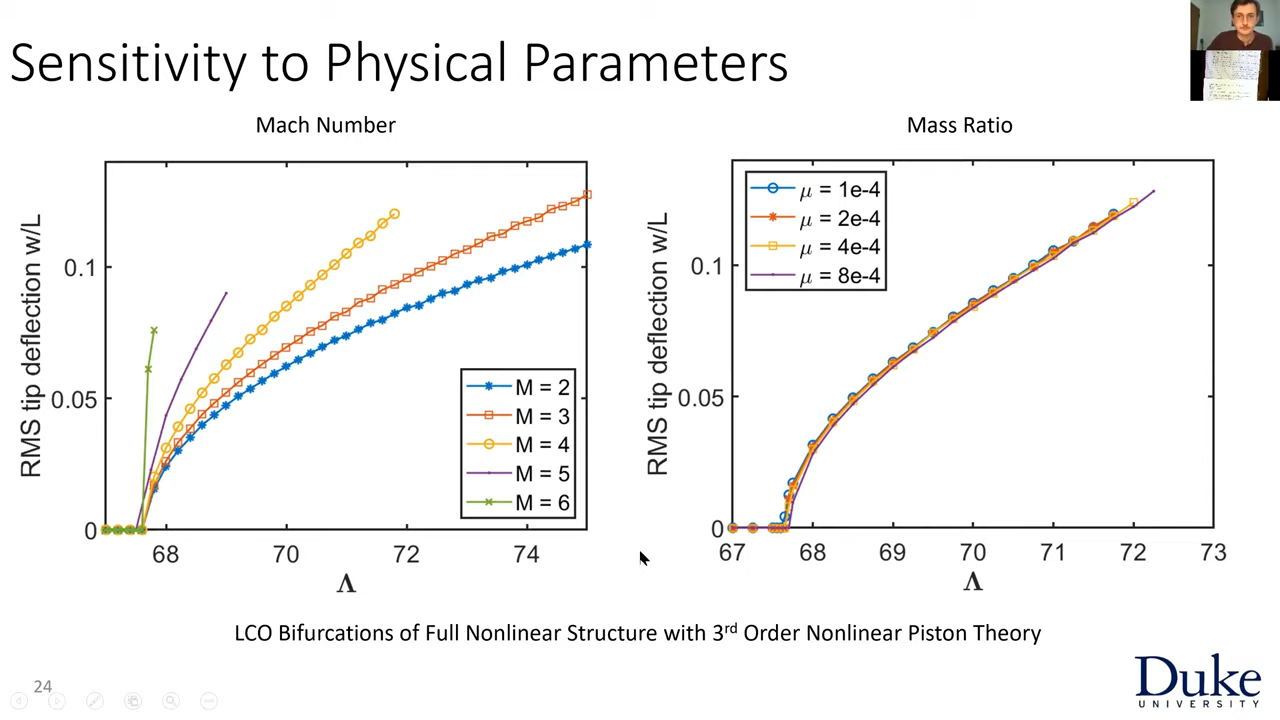 Sensitivity to Physical Parameters
Mach Number
Mass Ratio
RMS tip deflection w/L
0.1
0.05
0
68
70
72
74
Λ
M = 2
M = 3
M = 4
M = 5
M = 6
RMS tip deflection w/L
0.1
0.05
0
67
68
69
70
71
72
73
Λ
μ = 1e-4
μ = 2e-4
μ = 4e-4
μ = 8e-4
LCO Bifurcations of Full Nonlinear Structure with 3rd Order Nonlinear Piston Theory
24
Duke
UNIVERSITY